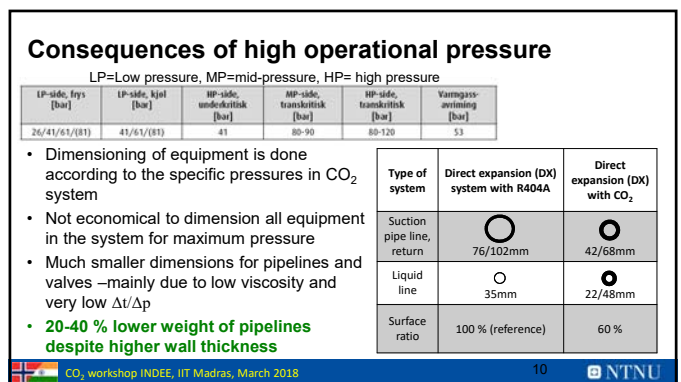 Consequences of high operational pressure
LP=Low pressure, MP=mid-pressure, HP= high pressure
LP-side, frys [bar]
LP-side, kjøl [bar]
HP-side, underkritisk [bar]
MP-side, transkritisk [bar]
HP-side, transkritisk [bar]
Varmgass-avriming [bar]
26/41/61/(81)
41/61/(81)
41
80-90
80-120
53
• Dimensioning of equipment is done
according to the specific pressures in CO2
system
• Not economical to dimension all equipment
in the system for maximum pressure
• Much smaller dimensions for pipelines and
valves –mainly due to low viscosity and
very low Δt/Δp
• 20-40 % lower weight of pipelines
despite higher wall thickness
Type of system
Direct expansion (DX) system with R404A
Direct expansion (DX) with CO2
Suction pipe line, return
76/102mm
42/68mm
Liquid line
35mm
22/48mm
Surface ratio
100 % (reference)
60 %
CO2 workshop INDEE, IIT Madras, March 2018
10
NTNU